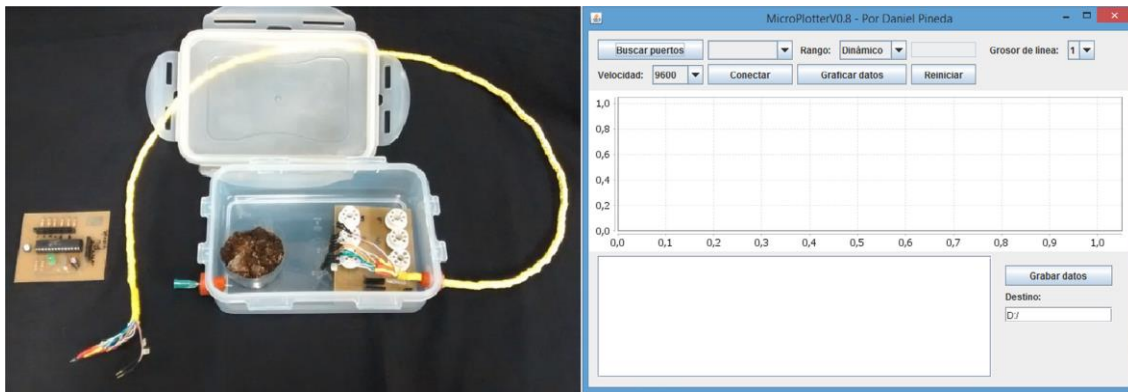 MicroPlotterV0.8 - Por Daniel Pineda
Buscar puertos Rango: Dinámico Grosor de línea: 1
Velocidad: 9600 Conectar Graficar datos Reiniciar
1,0
0,8
0,6
0,4
0,2
0,0
0,0 0,1 0,2 0,3 0,4 0,5 0,6 0,7 0,8 0,9 1,0
Grabar datos
Destino:
D:/